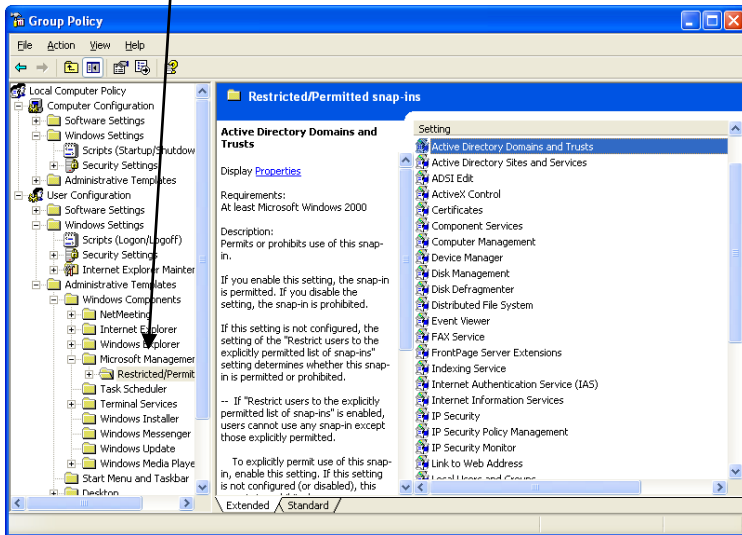 Group Policy
File Action View Help
Local Computer Policy
Computer Configuration
Software Settings
Windows Settings
Scripts (Startup/Shutdow
Security Settings
Administrative Templates
User Configuration
Software Settings
Windows Settings
Scripts (Logon/Logoff)
Security Settings
Internet Explorer Mainter
Administrative Templates
Windows Components
NetMeeting
Internet Explorer
Windows Explorer
Microsoft Managemer
Restricted/Permit
Task Scheduler
Terminal Services
Windows Installer
Windows Messenger
Windows Update
Windows Media Playe
Start Menu and Taskbar
Desktop
Restricted/Permitted snap-ins
Active Directory Domains and
Trusts
Display Properties
Requirements:
At least Microsoft Windows 2000
Description:
Permits or prohibits use of this snap-
in.
If you enable this setting, the snap-in
is permitted. If you disable the
setting, the snap-in is prohibited.
If this setting is not configured, the
setting of the "Restrict users to the
explicitly permitted list of snap-ins"
setting determines whether this snap-
in is permitted or prohibited.
-- If "Restrict users to the explicitly
permitted list of snap-ins" is enabled,
users cannot use any snap-in except
those explicitly permitted.
To explicitly permit use of this snap-
in, enable this setting. If this setting
is not configured (or disabled), this
Setting
Active Directory Domains and Trusts
Active Directory Sites and Services
ADSI Edit
ActiveX Control
Certificates
Component Services
Computer Management
Device Manager
Disk Management
Disk Defragmenter
Distributed File System
Event Viewer
FAX Service
FrontPage Server Extensions
Indexing Service
Internet Authentication Service (IAS)
Internet Information Services
IP Security
IP Security Policy Management
IP Security Monitor
Link to Web Address
Local Users and Groups
Extended Standard